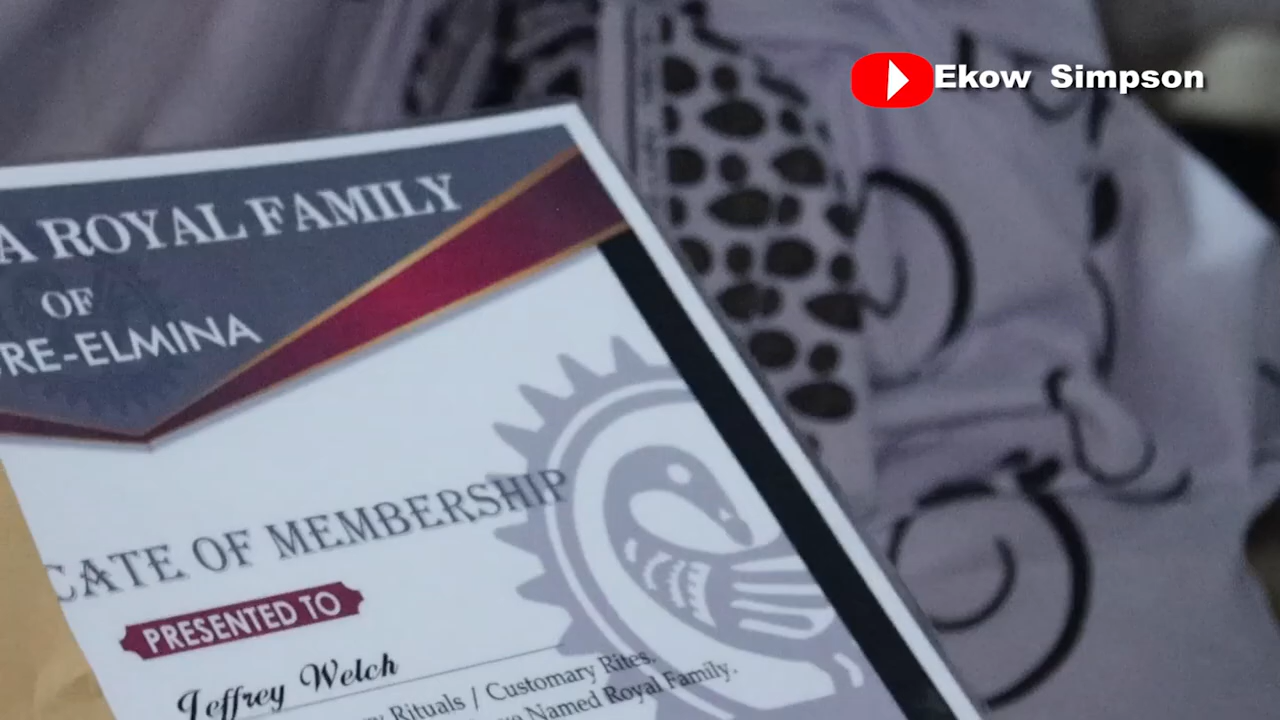 Ekow Simpson
A ROYAL FAMILY
OF
RE-ELMINA
CATE OF MEMBERSHIP
PRESENTED TO
Jeffrey Welch
Rituals / Customary Rites.
Named Royal Family.